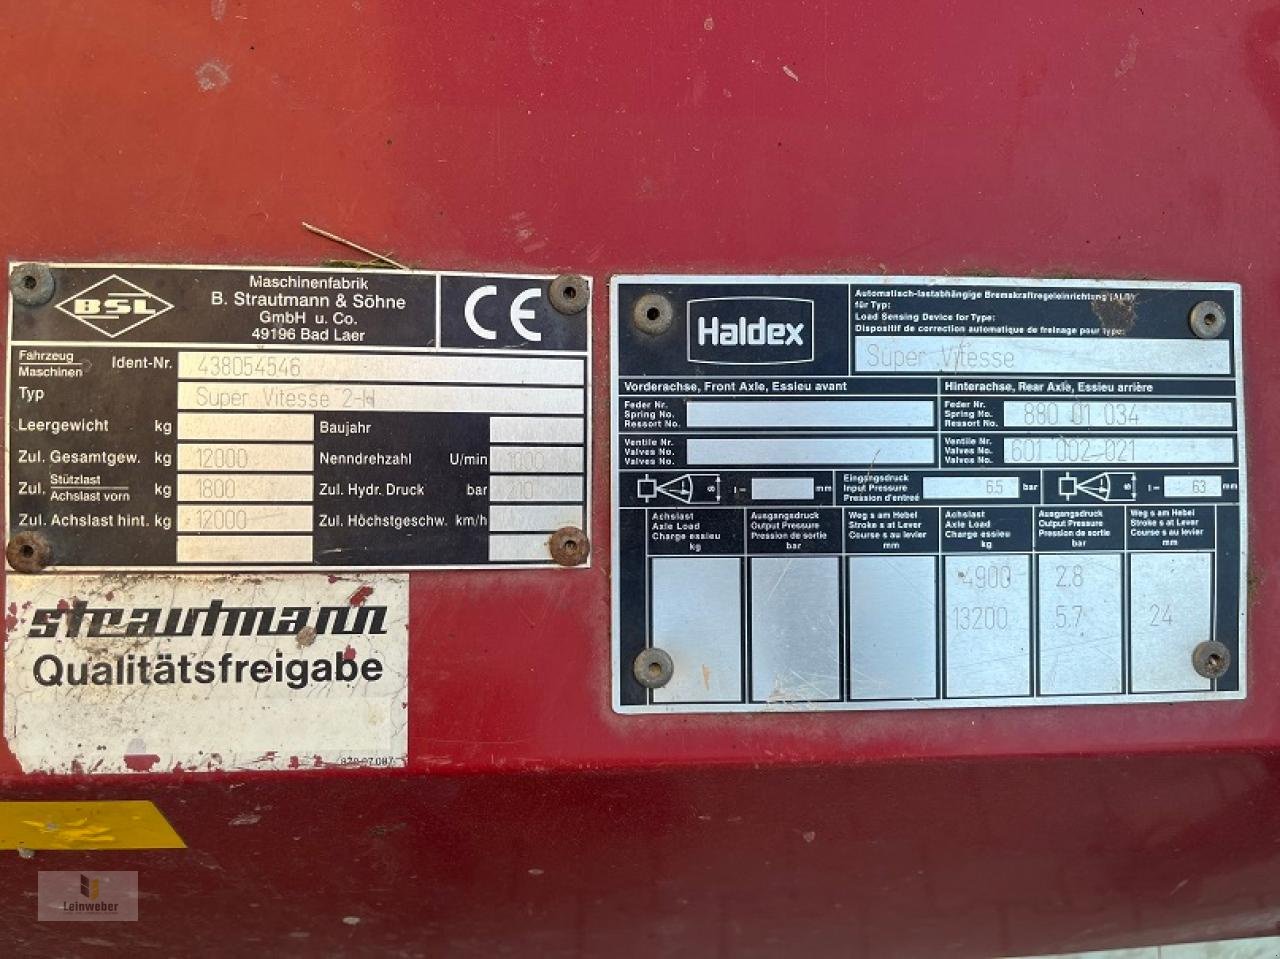 BSL
Maschinenfabrik
B. Strautmann & Söhne
GmbH u. Co.
49196 Bad Laer
CE
Fahrzeug
Maschinen
Ident-Nr. 438054546
Typ Super Vitesse 2-H
Leergewicht kg
Baujahr
Zul. Gesamtgew. kg 12000
Nenndrehzahl U/min 1000
Zul. Stützlast
Achslast vorn kg 1800
Zul. Hydr. Druck bar 210
Zul. Achslast hint. kg 12000
Zul. Höchstgeschw. km/h
strautmann
Qualitätsfreigabe
Haldex
Automatisch-lastabhängige Bremskraftregeleinrichtung (ALB)
für Typ:
Load Sensing Device for Type:
Dispositif de correction automatique de freinage pour type:
Super Vitesse
Vorderachse, Front Axle, Essieu avant
Hinterachse, Rear Axle, Essieu arrière
Feder Nr.
Spring No.
Ressort No.
Feder Nr.
Spring No.
Ressort No.
880 01 034
Ventile Nr.
Valves No.
Valves No.
Ventile Nr.
Valves No.
Valves No.
601 002 021
l = mm
Eingangsdruck
Input Pressure
Pression d'entreé
6.5 bar
l = 63 mm
Achslast
Axle Load
Charge essieu
kg
Ausgangsdruck
Output Pressure
Pression de sortie
bar
Weg s am Hebel
Stroke s at Lever
Course s au levier
mm
Achslast
Axle Load
Charge essieu
kg
Ausgangsdruck
Output Pressure
Pression de sortie
bar
Weg s am Hebel
Stroke s at Lever
Course s au levier
mm
4900 2.8
13200 5.7 24
Leinweber